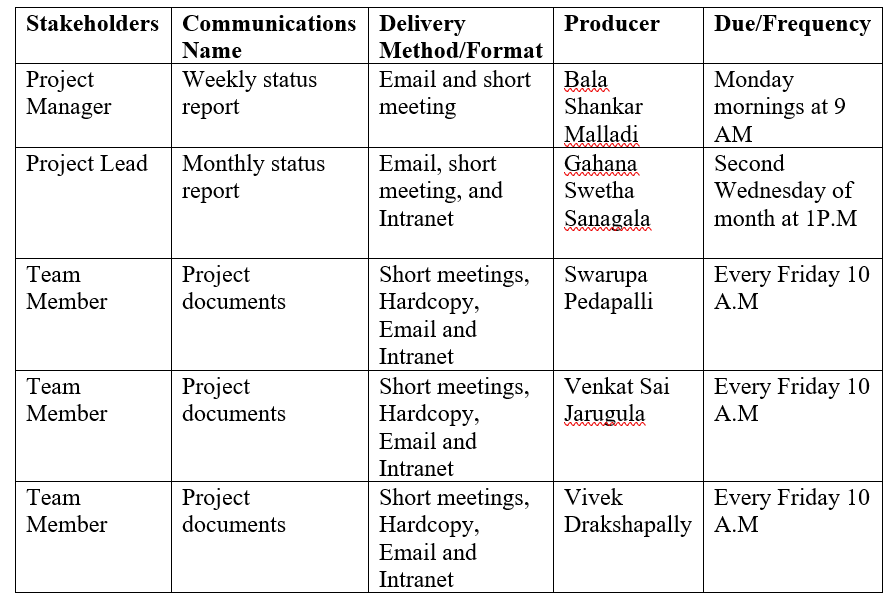 Stakeholders Communications Name Delivery Method/Format Producer Due/Frequency
Project Manager Weekly status report Email and short meeting Bala Shankar Malladi Monday mornings at 9 AM
Project Lead Monthly status report Email, short meeting, and Intranet Gahana Swetha Sanagala Second Wednesday of month at 1P.M
Team Member Project documents Short meetings, Hardcopy, Email and Intranet Swarupa Pedapalli Every Friday 10 A.M
Team Member Project documents Short meetings, Hardcopy, Email and Intranet Venkat Sai Jarugula Every Friday 10 A.M
Team Member Project documents Short meetings, Hardcopy, Email and Intranet Vivek Drakshapally Every Friday 10 A.M